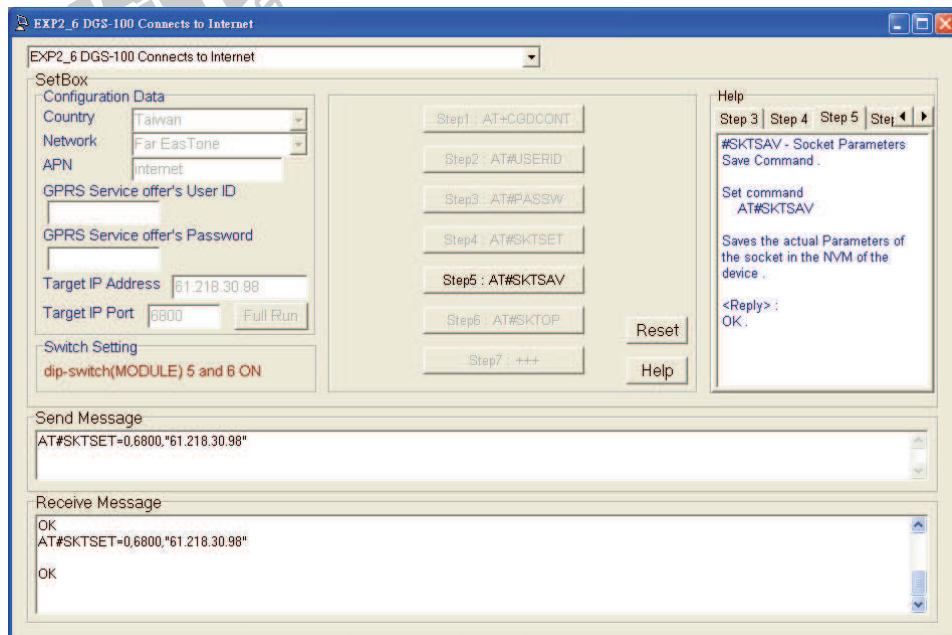 EXP2_6 DGS-100 Connects to Internet
EXP2_6 DGS-100 Connects to Internet
SetBox
Configuration Data
Country
Taiwan
Network
Far EasTone
APN
internet
GPRS Service offer's User ID
GPRS Service offer's Password
Target IP Address
61.218.30.98
Target IP Port
6800
Full Run
Switch Setting
dip-switch(MODULE) 5 and 6 ON
Step1 : AT+CGDCONT
Step2 : AT#USERID
Step3 : AT#PASSW
Step4 : AT#SKTSET
Step5 : AT#SKTSAV
Step6 : AT#SKTOP
Step7 : +++
Reset
Help
Help
Step 3
Step 4
Step 5
#SKTSAV - Socket Parameters
Save Command .
Set command
AT#SKTSAV
Saves the actual Parameters of
the socket in the NVM of the
device .
<Reply> :
OK .
Send Message
AT#SKTSET=0,6800,"61.218.30.98"
Receive Message
OK
AT#SKTSET=0,6800,"61.218.30.98"
OK